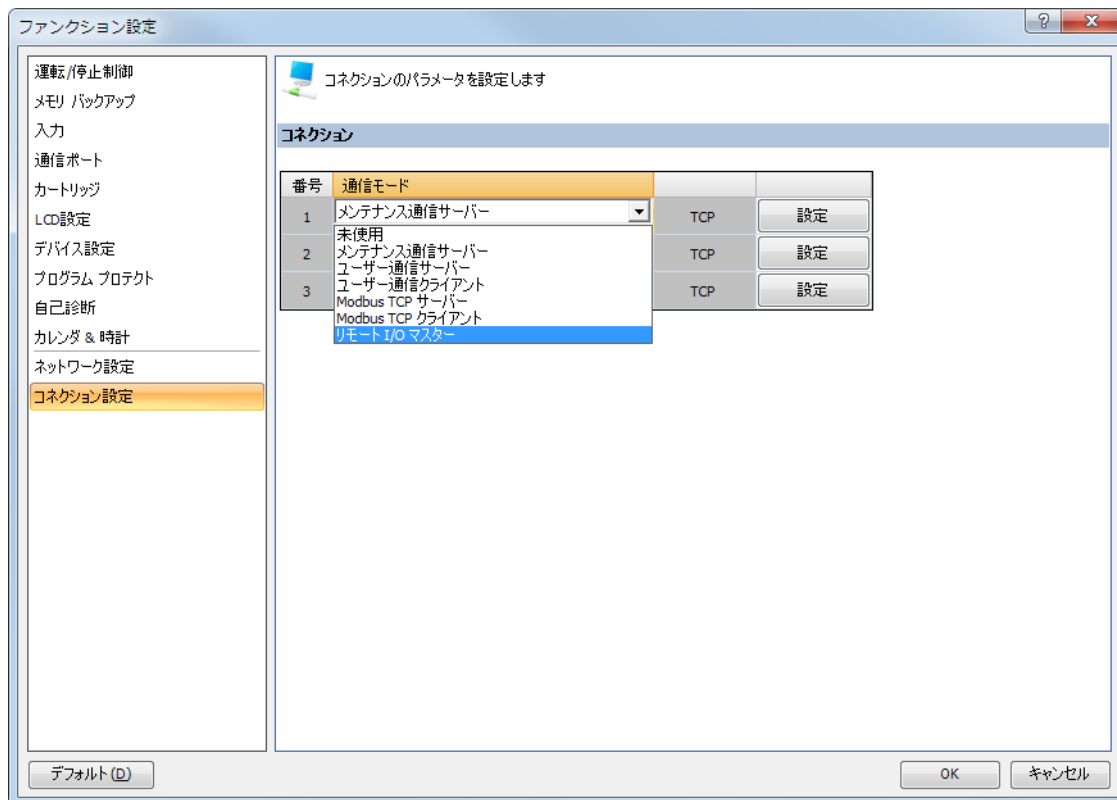 ファンクション設定
運転/停止制御
メモリ バックアップ
入力
通信ポート
カートリッジ
LCD設定
デバイス設定
プログラム プロテクト
自己診断
カレンダ & 時計
ネットワーク設定
コネクション設定
コネクションのパラメータを設定します
コネクション
番号 通信モード
1 メンテナンス通信サーバー TCP 設定
2 TCP 設定
3 TCP 設定
未使用
メンテナンス通信サーバー
ユーザー通信サーバー
ユーザー通信クライアント
Modbus TCP サーバー
Modbus TCP クライアント
リモート I/O マスター
デフォルト(D)
OK
キャンセル